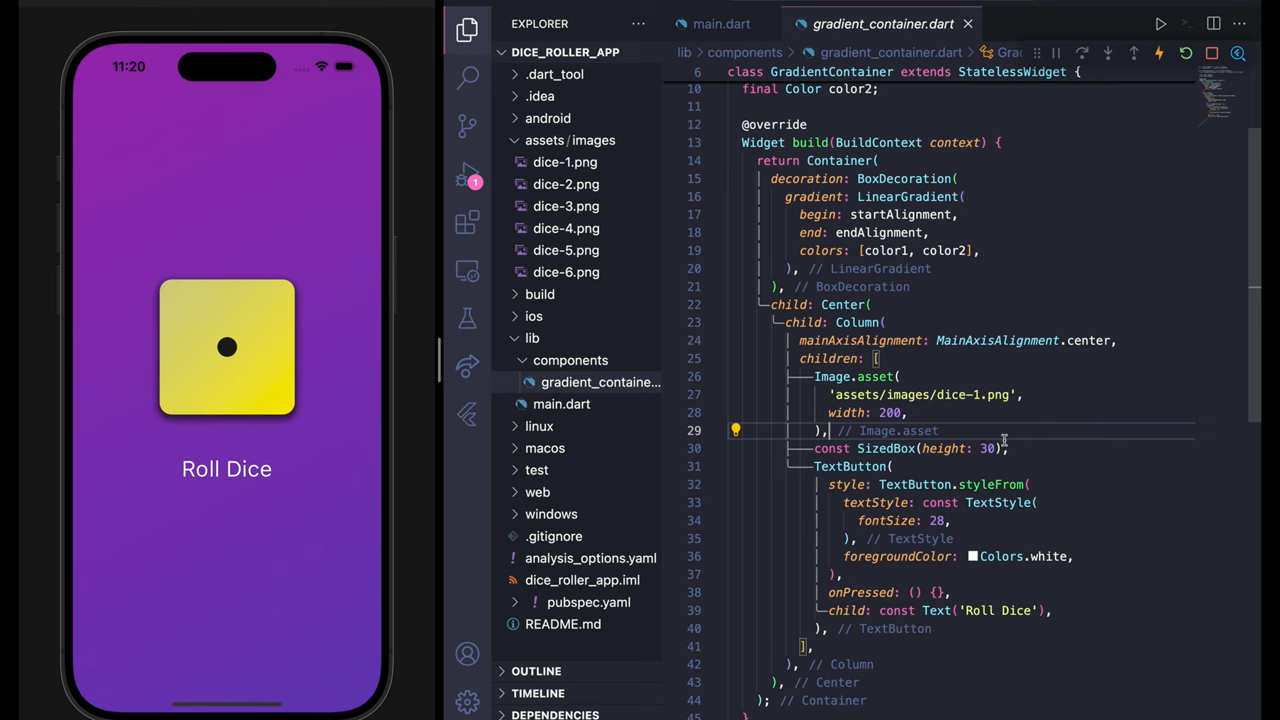 11:20
Roll Dice
EXPLORER
DICE_ROLLER_APP
.dart_tool
.idea
android
assets/images
dice-1.png
dice-2.png
dice-3.png
dice-4.png
dice-5.png
dice-6.png
build
ios
lib
components
gradient_containe...
main.dart
linux
macos
test
web
windows
.gitignore
analysis_options.yaml
dice_roller_app.iml
pubspec.yaml
README.md
OUTLINE
TIMELINE
DEPENDENCIES
1
main.dart
gradient_container.dart
lib > components > gradient_container.dart >
6 class GradientContainer extends StatelessWidget {
10 final Color color2;
11
12 @override
13 Widget build(BuildContext context) {
14 return Container(
15 decoration: BoxDecoration(
16 gradient: LinearGradient(
17 begin: startAlignment,
18 end: endAlignment,
19 colors: [color1, color2],
20 ), // LinearGradient
21 ), // BoxDecoration
22 child: Center(
23 child: Column(
24 mainAxisAlignment: MainAxisAlignment.center,
25 children: [
26 Image.asset(
27 'assets/images/dice-1.png',
28 width: 200,
29 ), // Image.asset
30 const SizedBox(height: 30),
31 TextButton(
32 style: TextButton.styleFrom(
33 textStyle: const TextStyle(
34 fontSize: 28,
35 ), // TextStyle
36 foregroundColor: Colors.white,
37 ),
38 onPressed: () {},
39 child: const Text('Roll Dice'),
40 ), // TextButton
41 ],
42 ), // Column
43 ), // Center
44 ); // Container
45 }